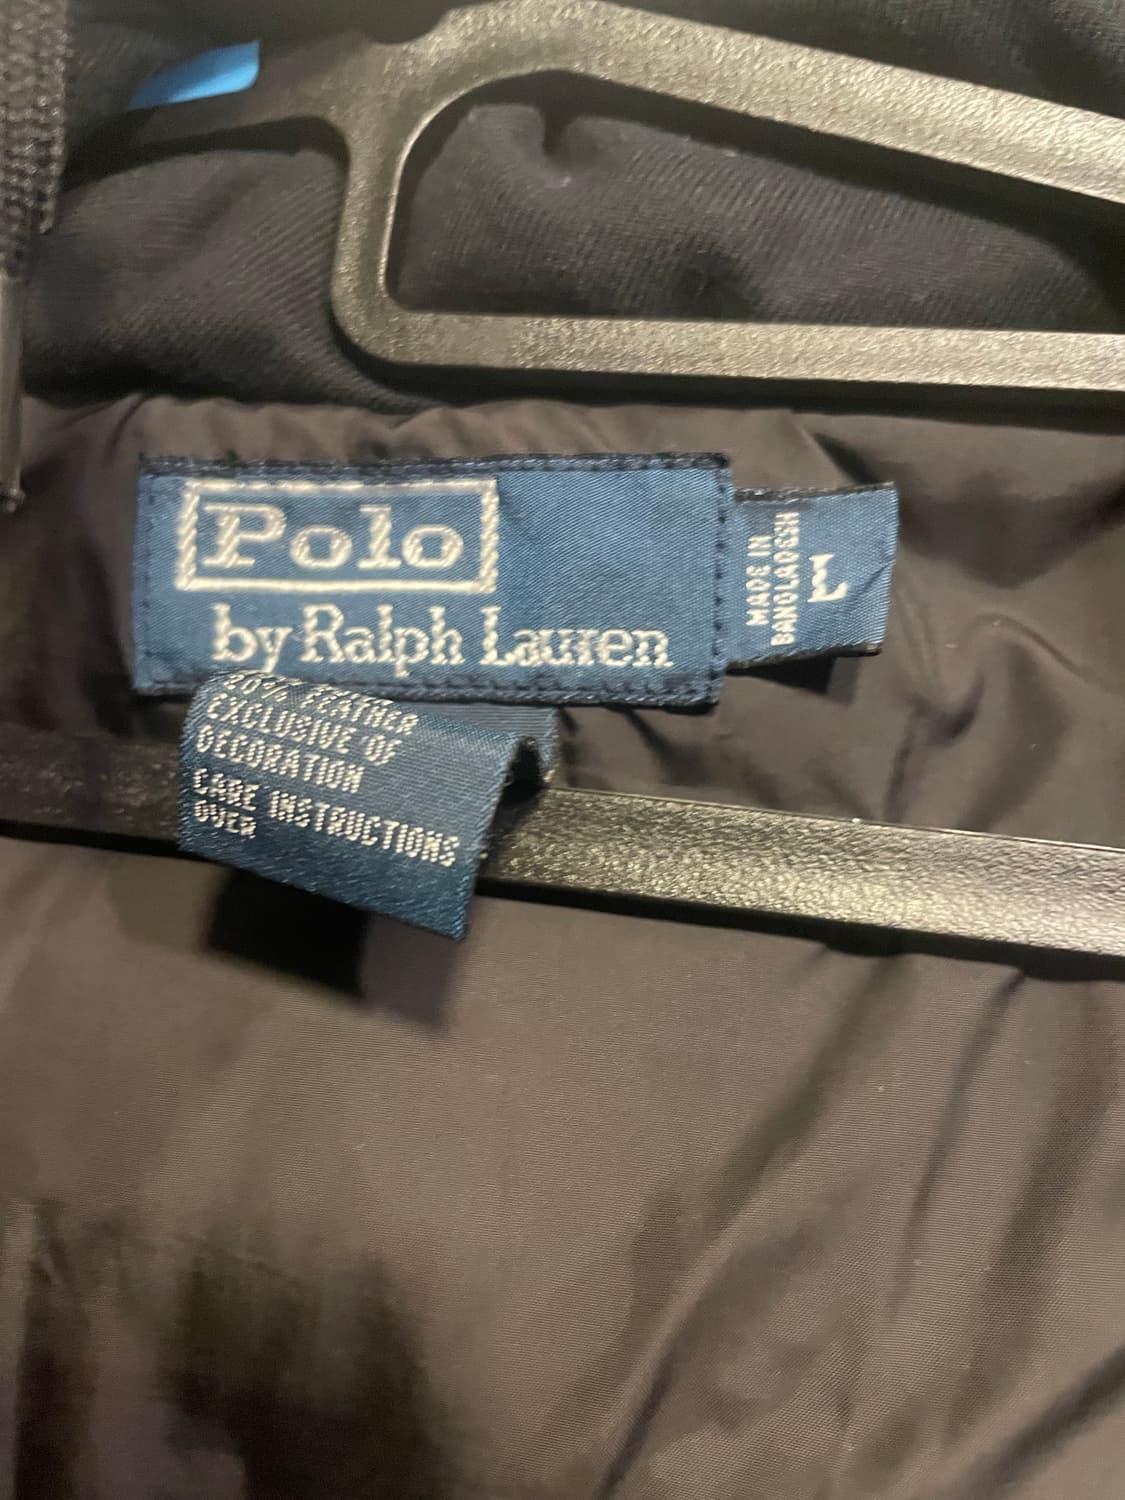 Polo
by Ralph Lauren
MADE IN
BANGLADESH
L
20% FEATHER
EXCLUSIVE OF
DECORATION
CARE INSTRUCTIONS
OVER